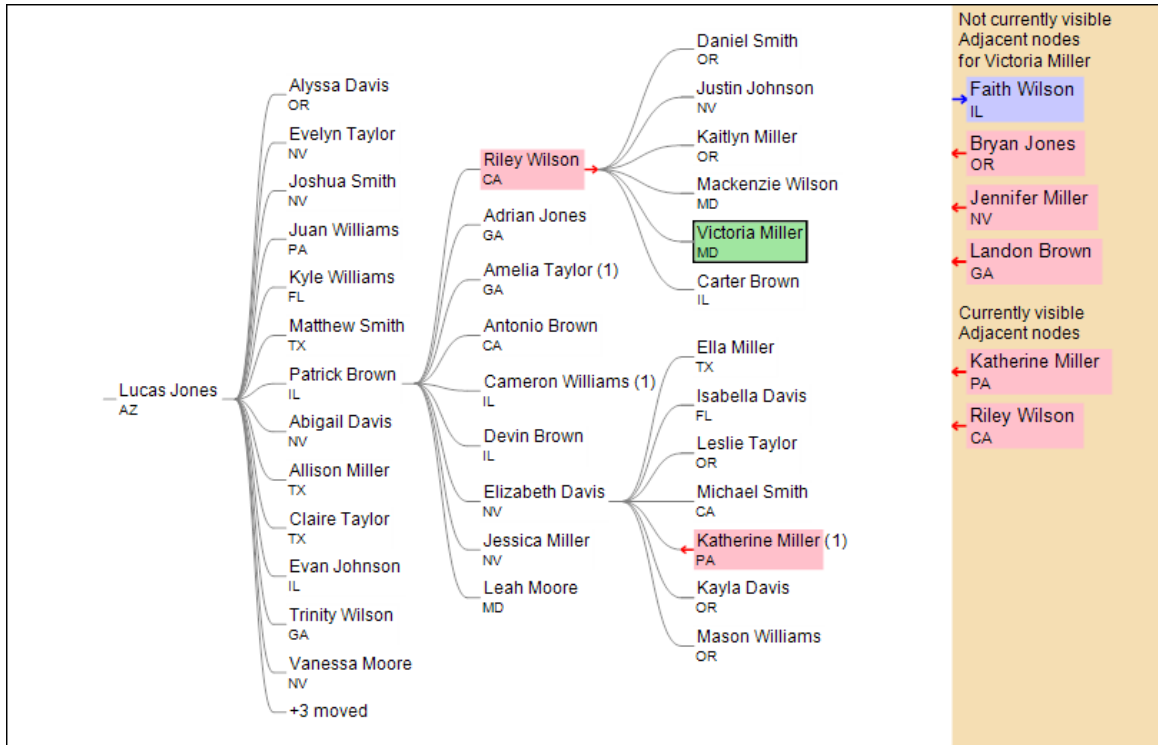 Lucas Jones
AZ
Alyssa Davis
OR
Evelyn Taylor
NV
Joshua Smith
NV
Juan Williams
PA
Kyle Williams
FL
Matthew Smith
TX
Patrick Brown
IL
Abigail Davis
NV
Allison Miller
TX
Claire Taylor
TX
Evan Johnson
IL
Trinity Wilson
GA
Vanessa Moore
NV
+3 moved
Riley Wilson
CA
Adrian Jones
GA
Amelia Taylor (1)
GA
Antonio Brown
CA
Cameron Williams (1)
IL
Devin Brown
IL
Elizabeth Davis
NV
Jessica Miller
NV
Leah Moore
MD
Daniel Smith
OR
Justin Johnson
NV
Kaitlyn Miller
OR
Mackenzie Wilson
MD
Victoria Miller
MD
Carter Brown
IL
Ella Miller
TX
Isabella Davis
FL
Leslie Taylor
OR
Michael Smith
CA
Katherine Miller (1)
PA
Kayla Davis
OR
Mason Williams
OR
Not currently visible
Adjacent nodes
for Victoria Miller
Faith Wilson
IL
Bryan Jones
OR
Jennifer Miller
NV
Landon Brown
GA
Currently visible
Adjacent nodes
Katherine Miller
PA
Riley Wilson
CA